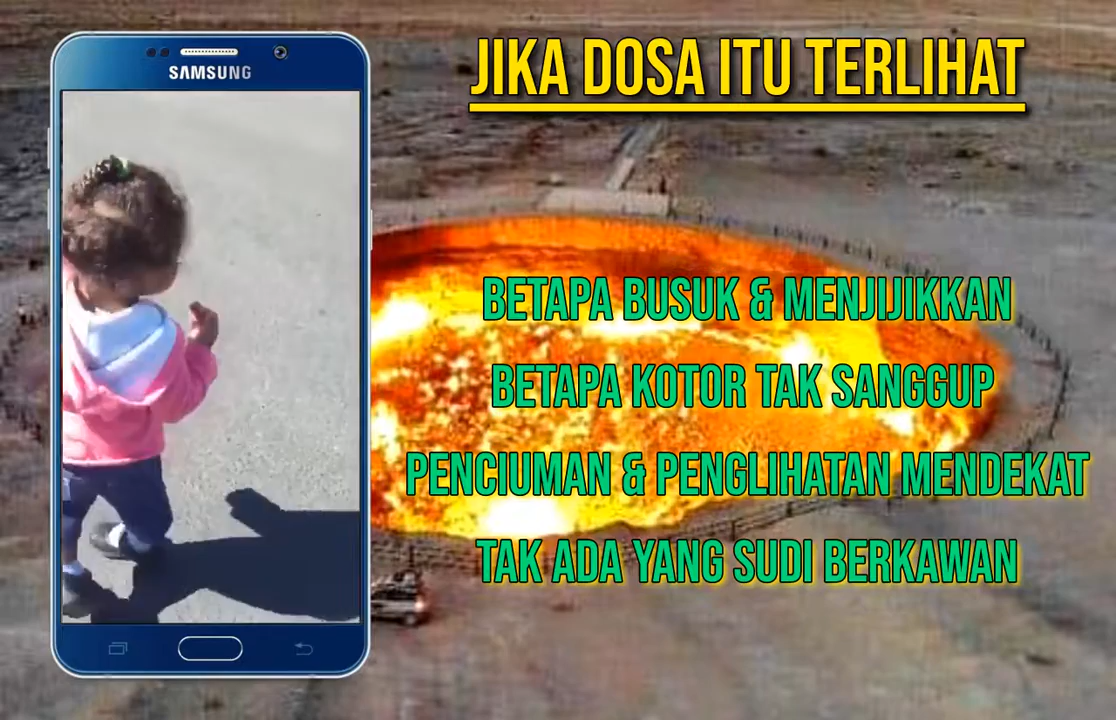 SAMSUNG
JIKA DOSA ITU TERLIHAT
BETAPA BUSUK & MENJIJIKKAN
BETAPA KOTOR TAK SANGGUP
PENCIUMAN & PENGLIHATAN MENDEKAT
TAK ADA YANG SUDI BERKAWAN